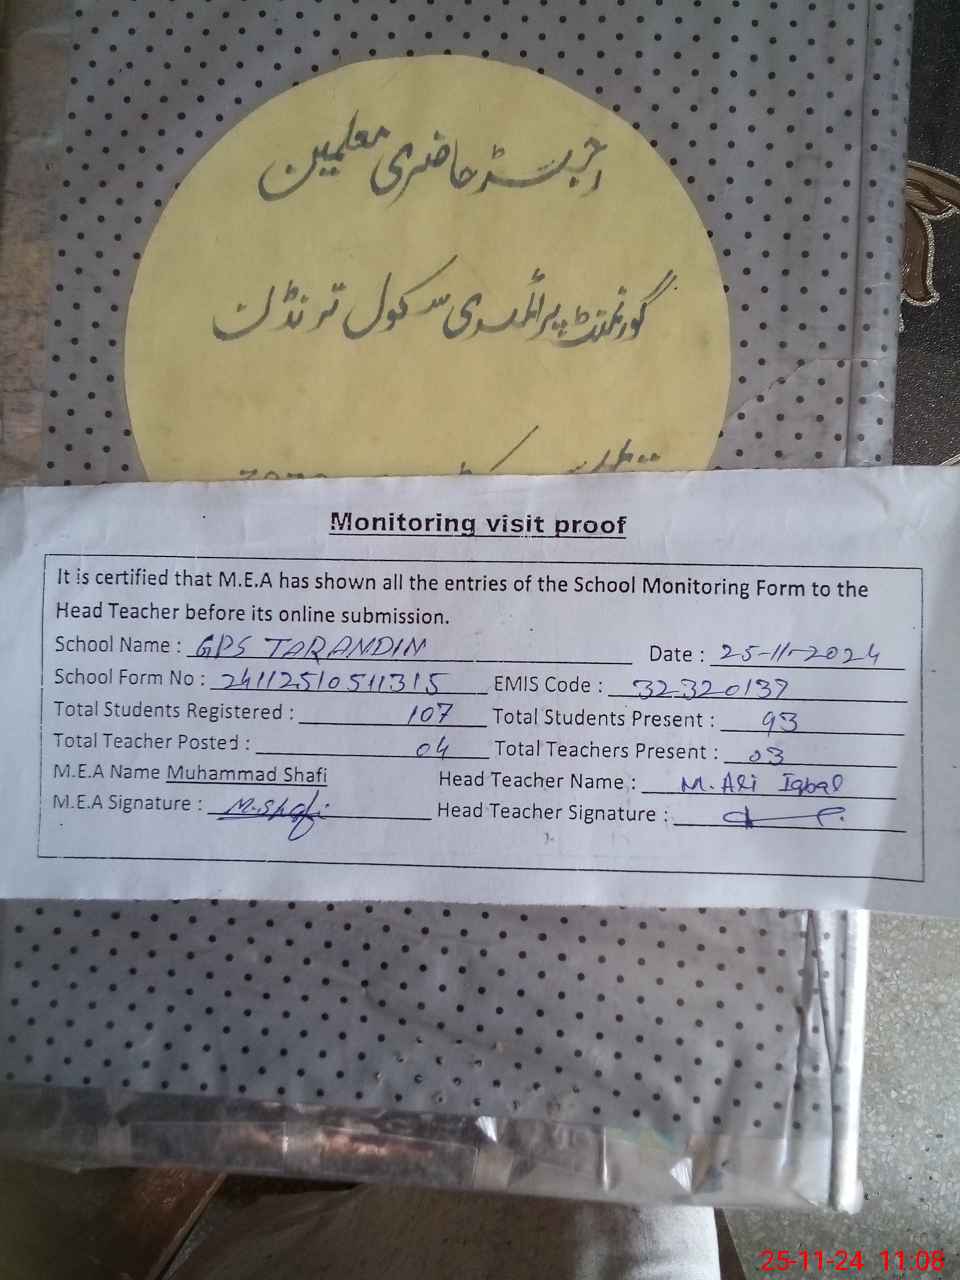 رجسٹر حاضری معلمین
گورنمنٹ پرائمری سکول ترنڈن
Monitoring visit proof
It is certified that M.E.A has shown all the entries of the School Monitoring Form to the
Head Teacher before its online submission.
School Name : GPS TARANDIN Date : 25-11-2024
School Form No : 24112510511315 EMIS Code : 32320137
Total Students Registered : 107 Total Students Present : 93
Total Teacher Posted : 04 Total Teachers Present : 03
M.E.A Name Muhammad Shafi Head Teacher Name : M. Ali Iqbal
M.E.A Signature : M.Shafi Head Teacher Signature :
25-11-24 11:08